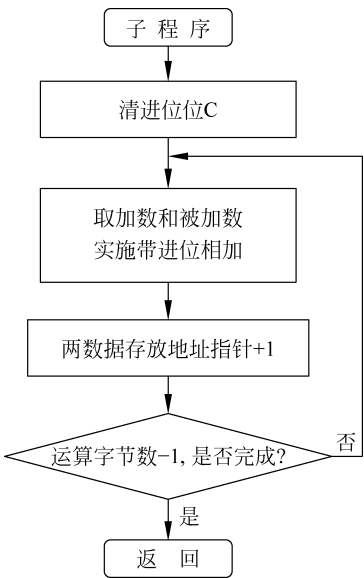 子 程 序
清进位位C
取加数和被加数
实施带进位相加
两数据存放地址指针+1
运算字节数−1, 是否完成?
否
是
返 回